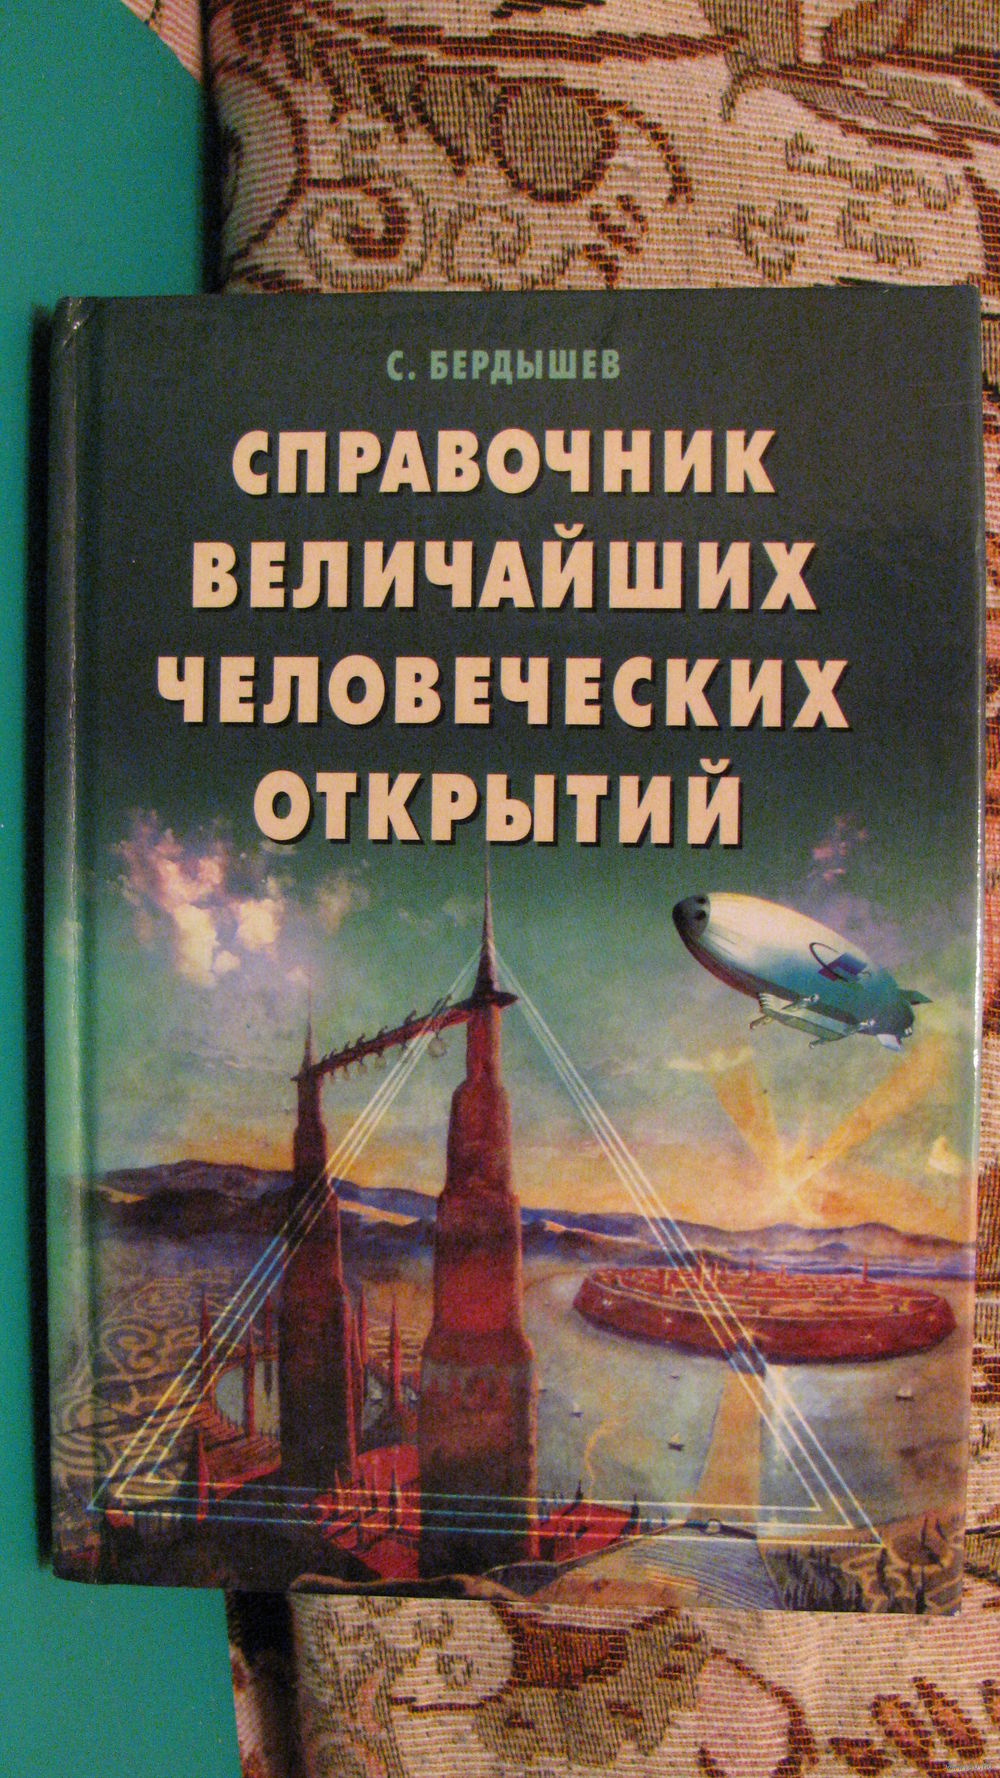 С. БЕРДЫШЕВ
СПРАВОЧНИК
ВЕЛИЧАЙШИХ
ЧЕЛОВЕЧЕСКИХ
ОТКРЫТИЙ